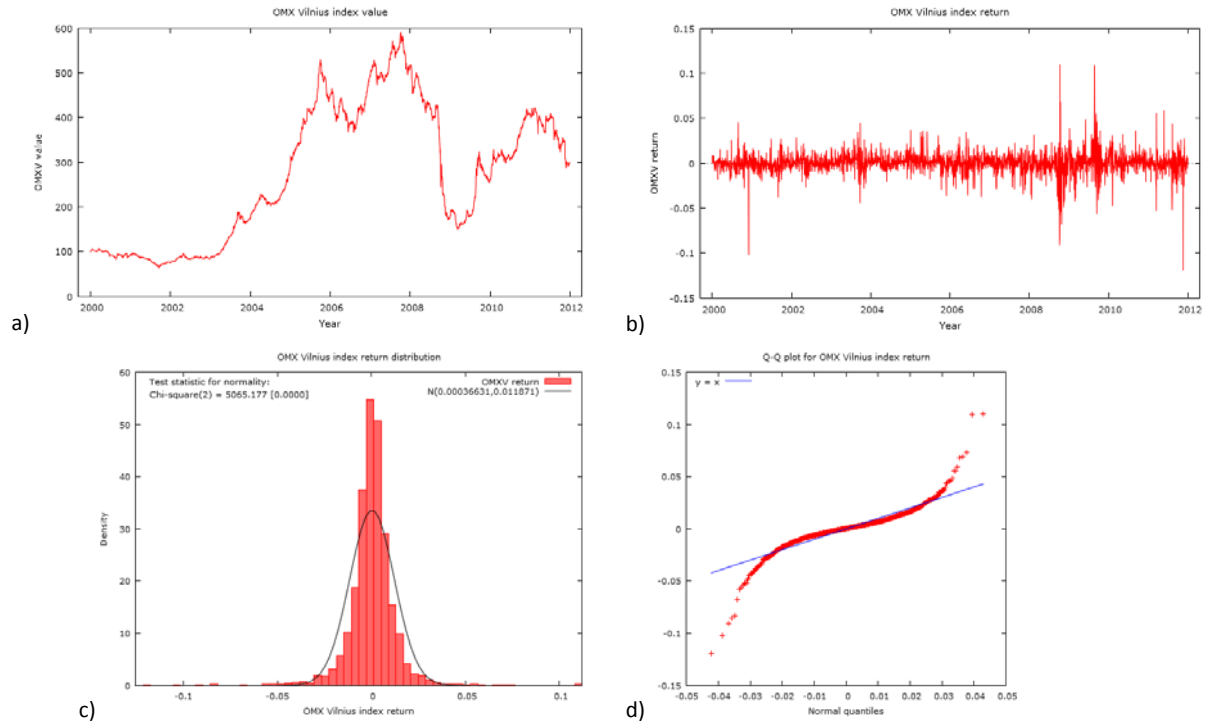 OMX Vilnius index value
600
500
400
300
200
100
0
OMXV value
2000 2002 2004 2006 2008 2010 2012
Year
a)
OMX Vilnius index return
0.15
0.1
0.05
0
-0.05
-0.1
-0.15
OMXV return
2000 2002 2004 2006 2008 2010 2012
Year
b)
OMX Vilnius index return distribution
Test statistic for normality:
Chi-square(2) = 5065.177 [0.0000]
OMXV return
N(0.00036631,0.011871)
60
50
40
30
20
10
0
Density
-0.1 -0.05 0 0.05 0.1
OMX Vilnius index return
c)
Q-Q plot for OMX Vilnius index return
y = x
0.15
0.1
0.05
0
-0.05
-0.1
-0.15
-0.05 -0.04 -0.03 -0.02 -0.01 0 0.01 0.02 0.03 0.04 0.05
Normal quantiles
d)